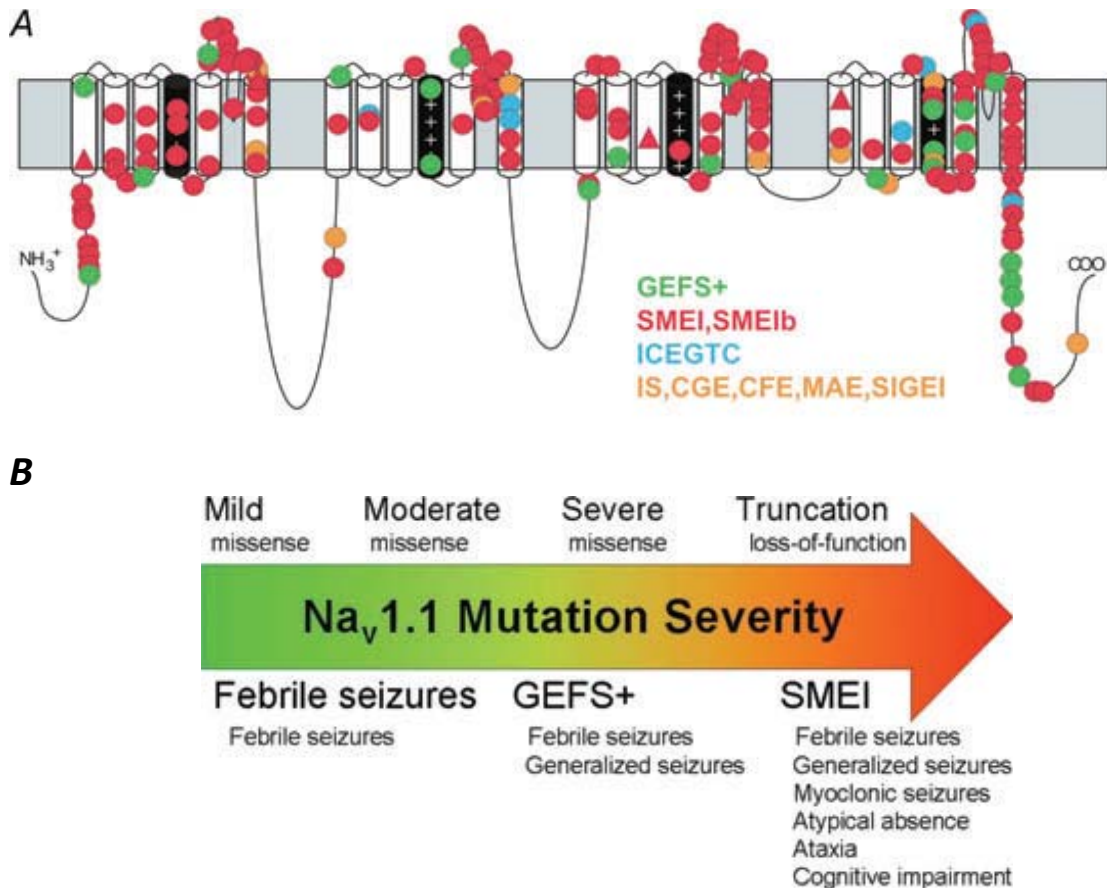 A
NH₃⁺
+
+
+
+
+
+
+
+
+
COO
GEFS+
SMEI,SMEIb
ICEGTC
IS,CGE,CFE,MAE,SIGEI
B
Mild Moderate Severe Truncation
missense missense missense loss-of-function
Naᵥ1.1 Mutation Severity
Febrile seizures GEFS+ SMEI
Febrile seizures Febrile seizures Febrile seizures
Generalized seizures Generalized seizures
Myoclonic seizures
Atypical absence
Ataxia
Cognitive impairment